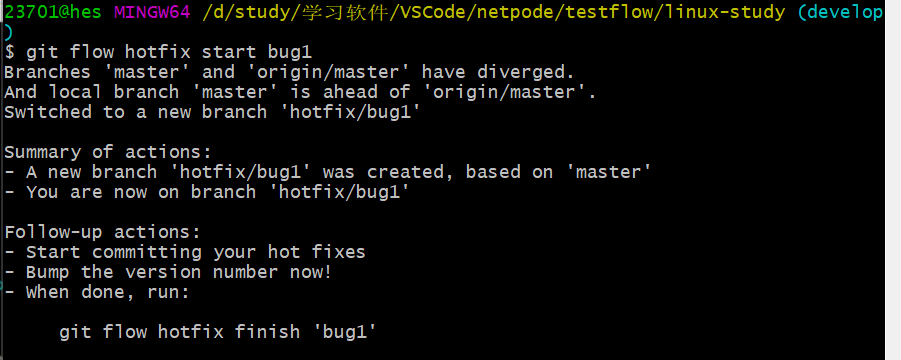 23701@hes MINGW64 /d/study/学习软件/VSCode/netpode/testflow/linux-study (develop
)
$ git flow hotfix start bug1
Branches 'master' and 'origin/master' have diverged.
And local branch 'master' is ahead of 'origin/master'.
Switched to a new branch 'hotfix/bug1'

Summary of actions:
- A new branch 'hotfix/bug1' was created, based on 'master'
- You are now on branch 'hotfix/bug1'

Follow-up actions:
- Start committing your hot fixes
- Bump the version number now!
- When done, run:

     git flow hotfix finish 'bug1'